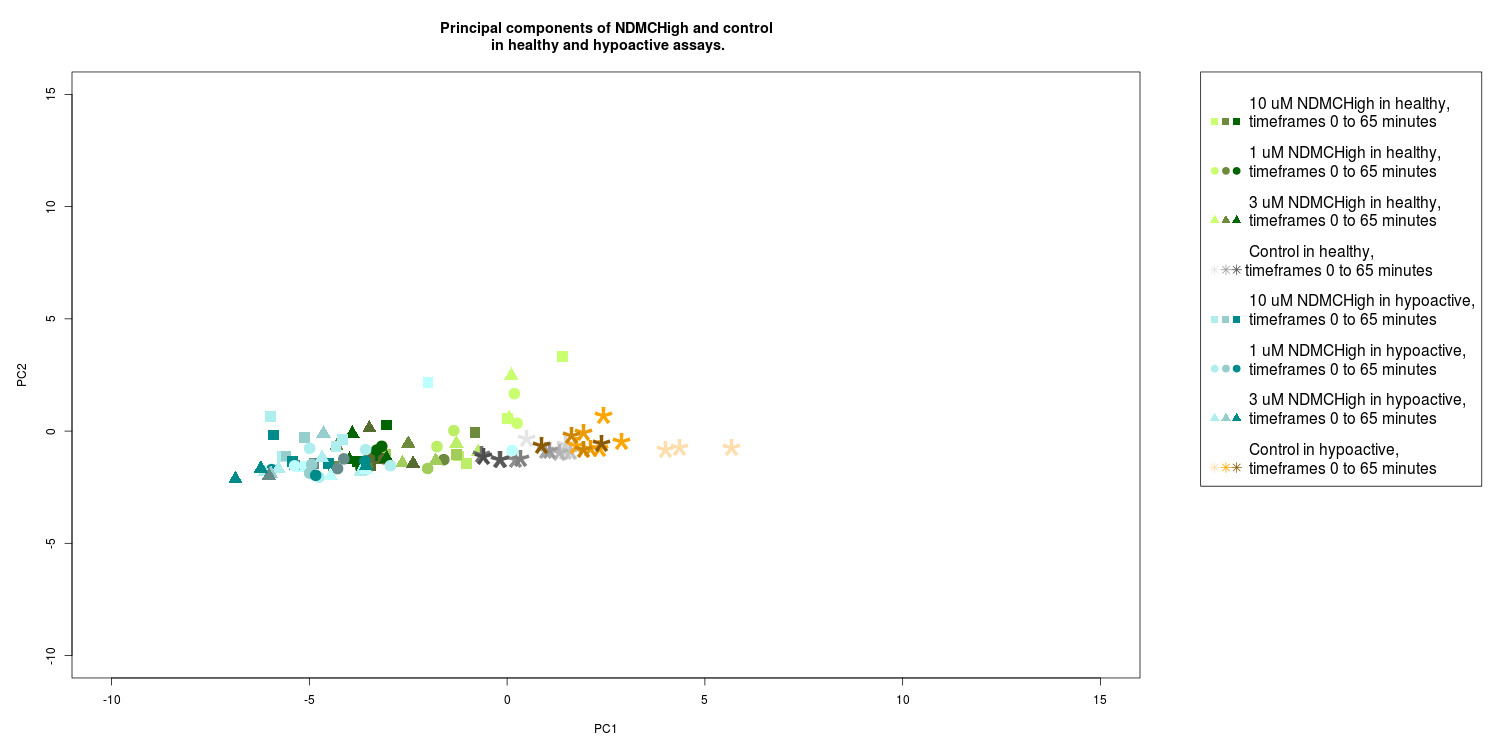 Principal components of NDMCHigh and control
in healthy and hypoactive assays.
15
10
5
0
-5
-10
PC2
-10
-5
0
5
10
15
PC1
10 uM NDMCHigh in healthy,
timeframes 0 to 65 minutes
1 uM NDMCHigh in healthy,
timeframes 0 to 65 minutes
3 uM NDMCHigh in healthy,
timeframes 0 to 65 minutes
Control in healthy,
timeframes 0 to 65 minutes
10 uM NDMCHigh in hypoactive,
timeframes 0 to 65 minutes
1 uM NDMCHigh in hypoactive,
timeframes 0 to 65 minutes
3 uM NDMCHigh in hypoactive,
timeframes 0 to 65 minutes
Control in hypoactive,
timeframes 0 to 65 minutes